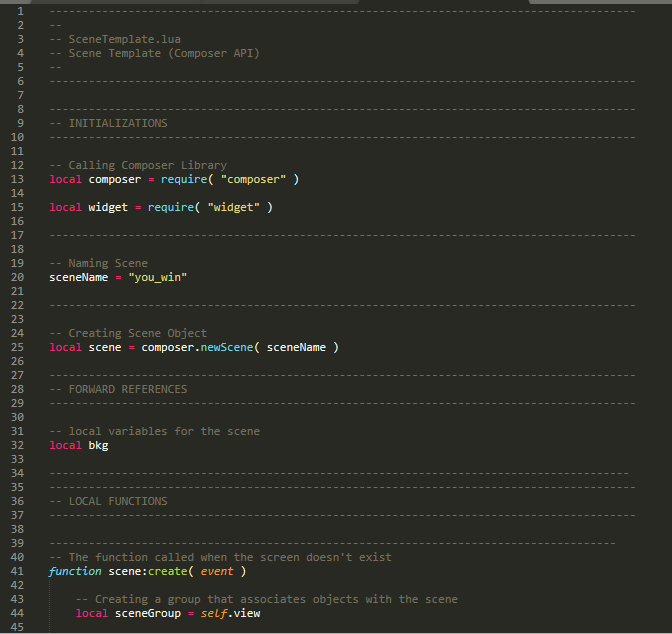 1 -----------------------------------------------------------------------------------------
2 --
3 -- SceneTemplate.lua
4 -- Scene Template (Composer API)
5 --
6 -----------------------------------------------------------------------------------------
7
8 -----------------------------------------------------------------------------------------
9 -- INITIALIZATIONS
10 -----------------------------------------------------------------------------------------
11
12 -- Calling Composer Library
13 local composer = require( "composer" )
14
15 local widget = require( "widget" )
16
17 -----------------------------------------------------------------------------------------
18
19 -- Naming Scene
20 sceneName = "you_win"
21
22 -----------------------------------------------------------------------------------------
23
24 -- Creating Scene Object
25 local scene = composer.newScene( sceneName )
26
27 -----------------------------------------------------------------------------------------
28 -- FORWARD REFERENCES
29 -----------------------------------------------------------------------------------------
30
31 -- local variables for the scene
32 local bkg
33
34 ----------------------------------------------------------------------------------------
35 -----------------------------------------------------------------------------------------
36 -- LOCAL FUNCTIONS
37 -----------------------------------------------------------------------------------------
38
39 --------------------------------------------------------------------------------------
40 -- The function called when the screen doesn't exist
41 function scene:create( event )
42
43 -- Creating a group that associates objects with the scene
44 local sceneGroup = self.view
45